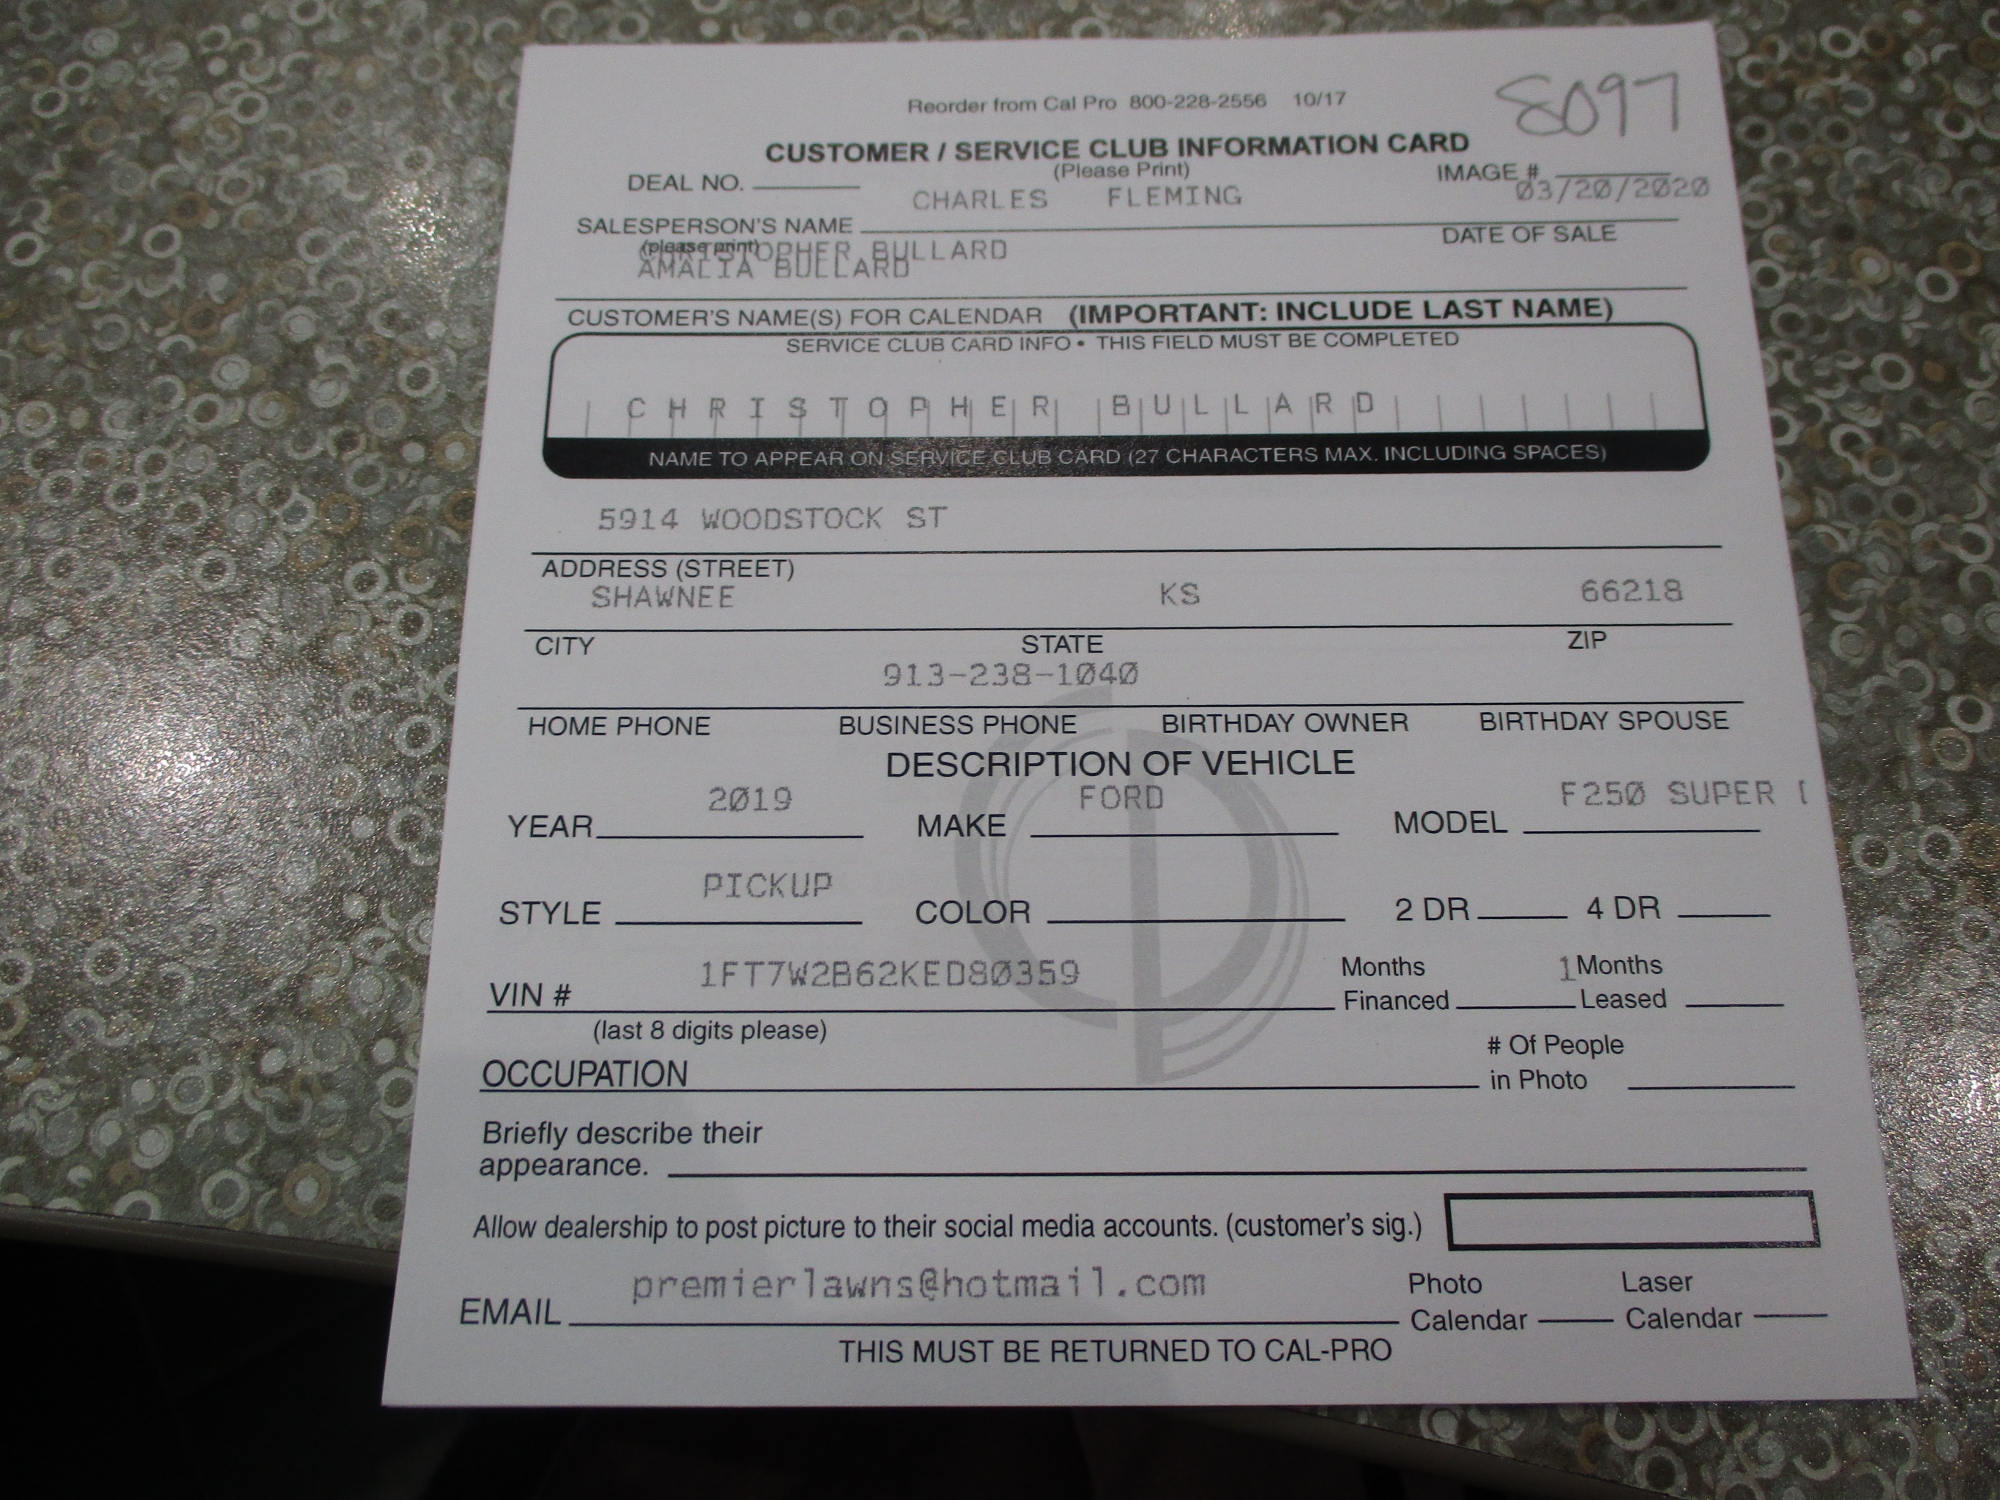 Reorder from Cal Pro 800-228-2556 10/17
8097
CUSTOMER / SERVICE CLUB INFORMATION CARD
(Please Print)
DEAL NO.
IMAGE #
CHARLES FLEMING
03/20/2020
SALESPERSON'S NAME
DATE OF SALE
(please print)
CHRISTOPHER BULLARD
AMALIA BULLARD
CUSTOMER'S NAME(S) FOR CALENDAR (IMPORTANT: INCLUDE LAST NAME)
SERVICE CLUB CARD INFO • THIS FIELD MUST BE COMPLETED
CHRISTOPHER BULLARD
NAME TO APPEAR ON SERVICE CLUB CARD (27 CHARACTERS MAX. INCLUDING SPACES)
5914 WOODSTOCK ST
ADDRESS (STREET)
SHAWNEE KS 66218
CITY STATE ZIP
913-238-1040
HOME PHONE BUSINESS PHONE BIRTHDAY OWNER BIRTHDAY SPOUSE
DESCRIPTION OF VEHICLE
2019 FORD F250 SUPER
YEAR MAKE MODEL
PICKUP
STYLE COLOR 2 DR 4 DR
1FT7W2B62KED80359
VIN #
Months Financed
1
Months Leased
(last 8 digits please)
OCCUPATION
# Of People
in Photo
Briefly describe their
appearance.
Allow dealership to post picture to their social media accounts. (customer's sig.)
premierlawns@hotmail.com
EMAIL
Photo Calendar
Laser Calendar
THIS MUST BE RETURNED TO CAL-PRO